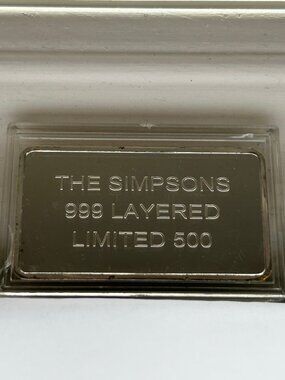 THE SIMPSONS
999 LAYERED
LIMITED 500